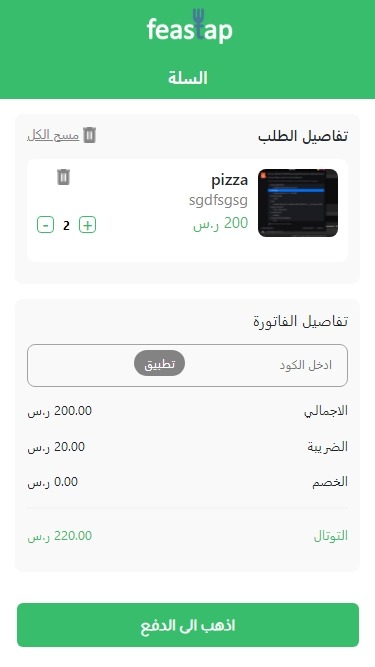 feastap
السلة
تفاصيل الطلب
مسح الكل
pizza
sgdfsgsg
200 ر.س
+ 2 -
تفاصيل الفاتورة
ادخل الكود
تطبيق
الاجمالي 200.00 ر.س
الضريبة 20.00 ر.س
الخصم 0.00 ر.س
التوتال 220.00 ر.س
اذهب الى الدفع